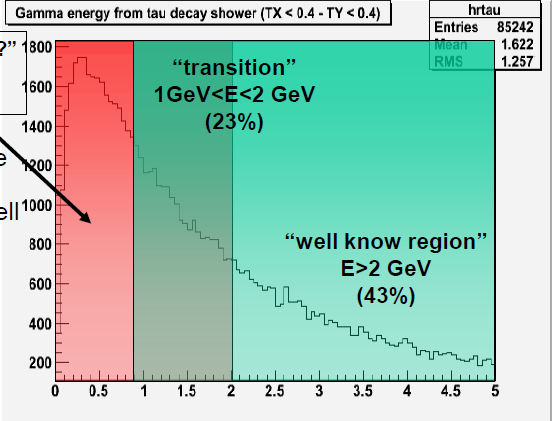 Gamma energy from tau decay shower (TX < 0.4 - TY < 0.4)
hrtau
Entries 85242
Mean 1.622
RMS 1.257
?”
ell
1800
1600
1400
1200
1000
800
600
400
200
“transition”
1GeV<E<2 GeV
(23%)
“well know region”
E>2 GeV
(43%)
0 0.5 1 1.5 2 2.5 3 3.5 4 4.5 5